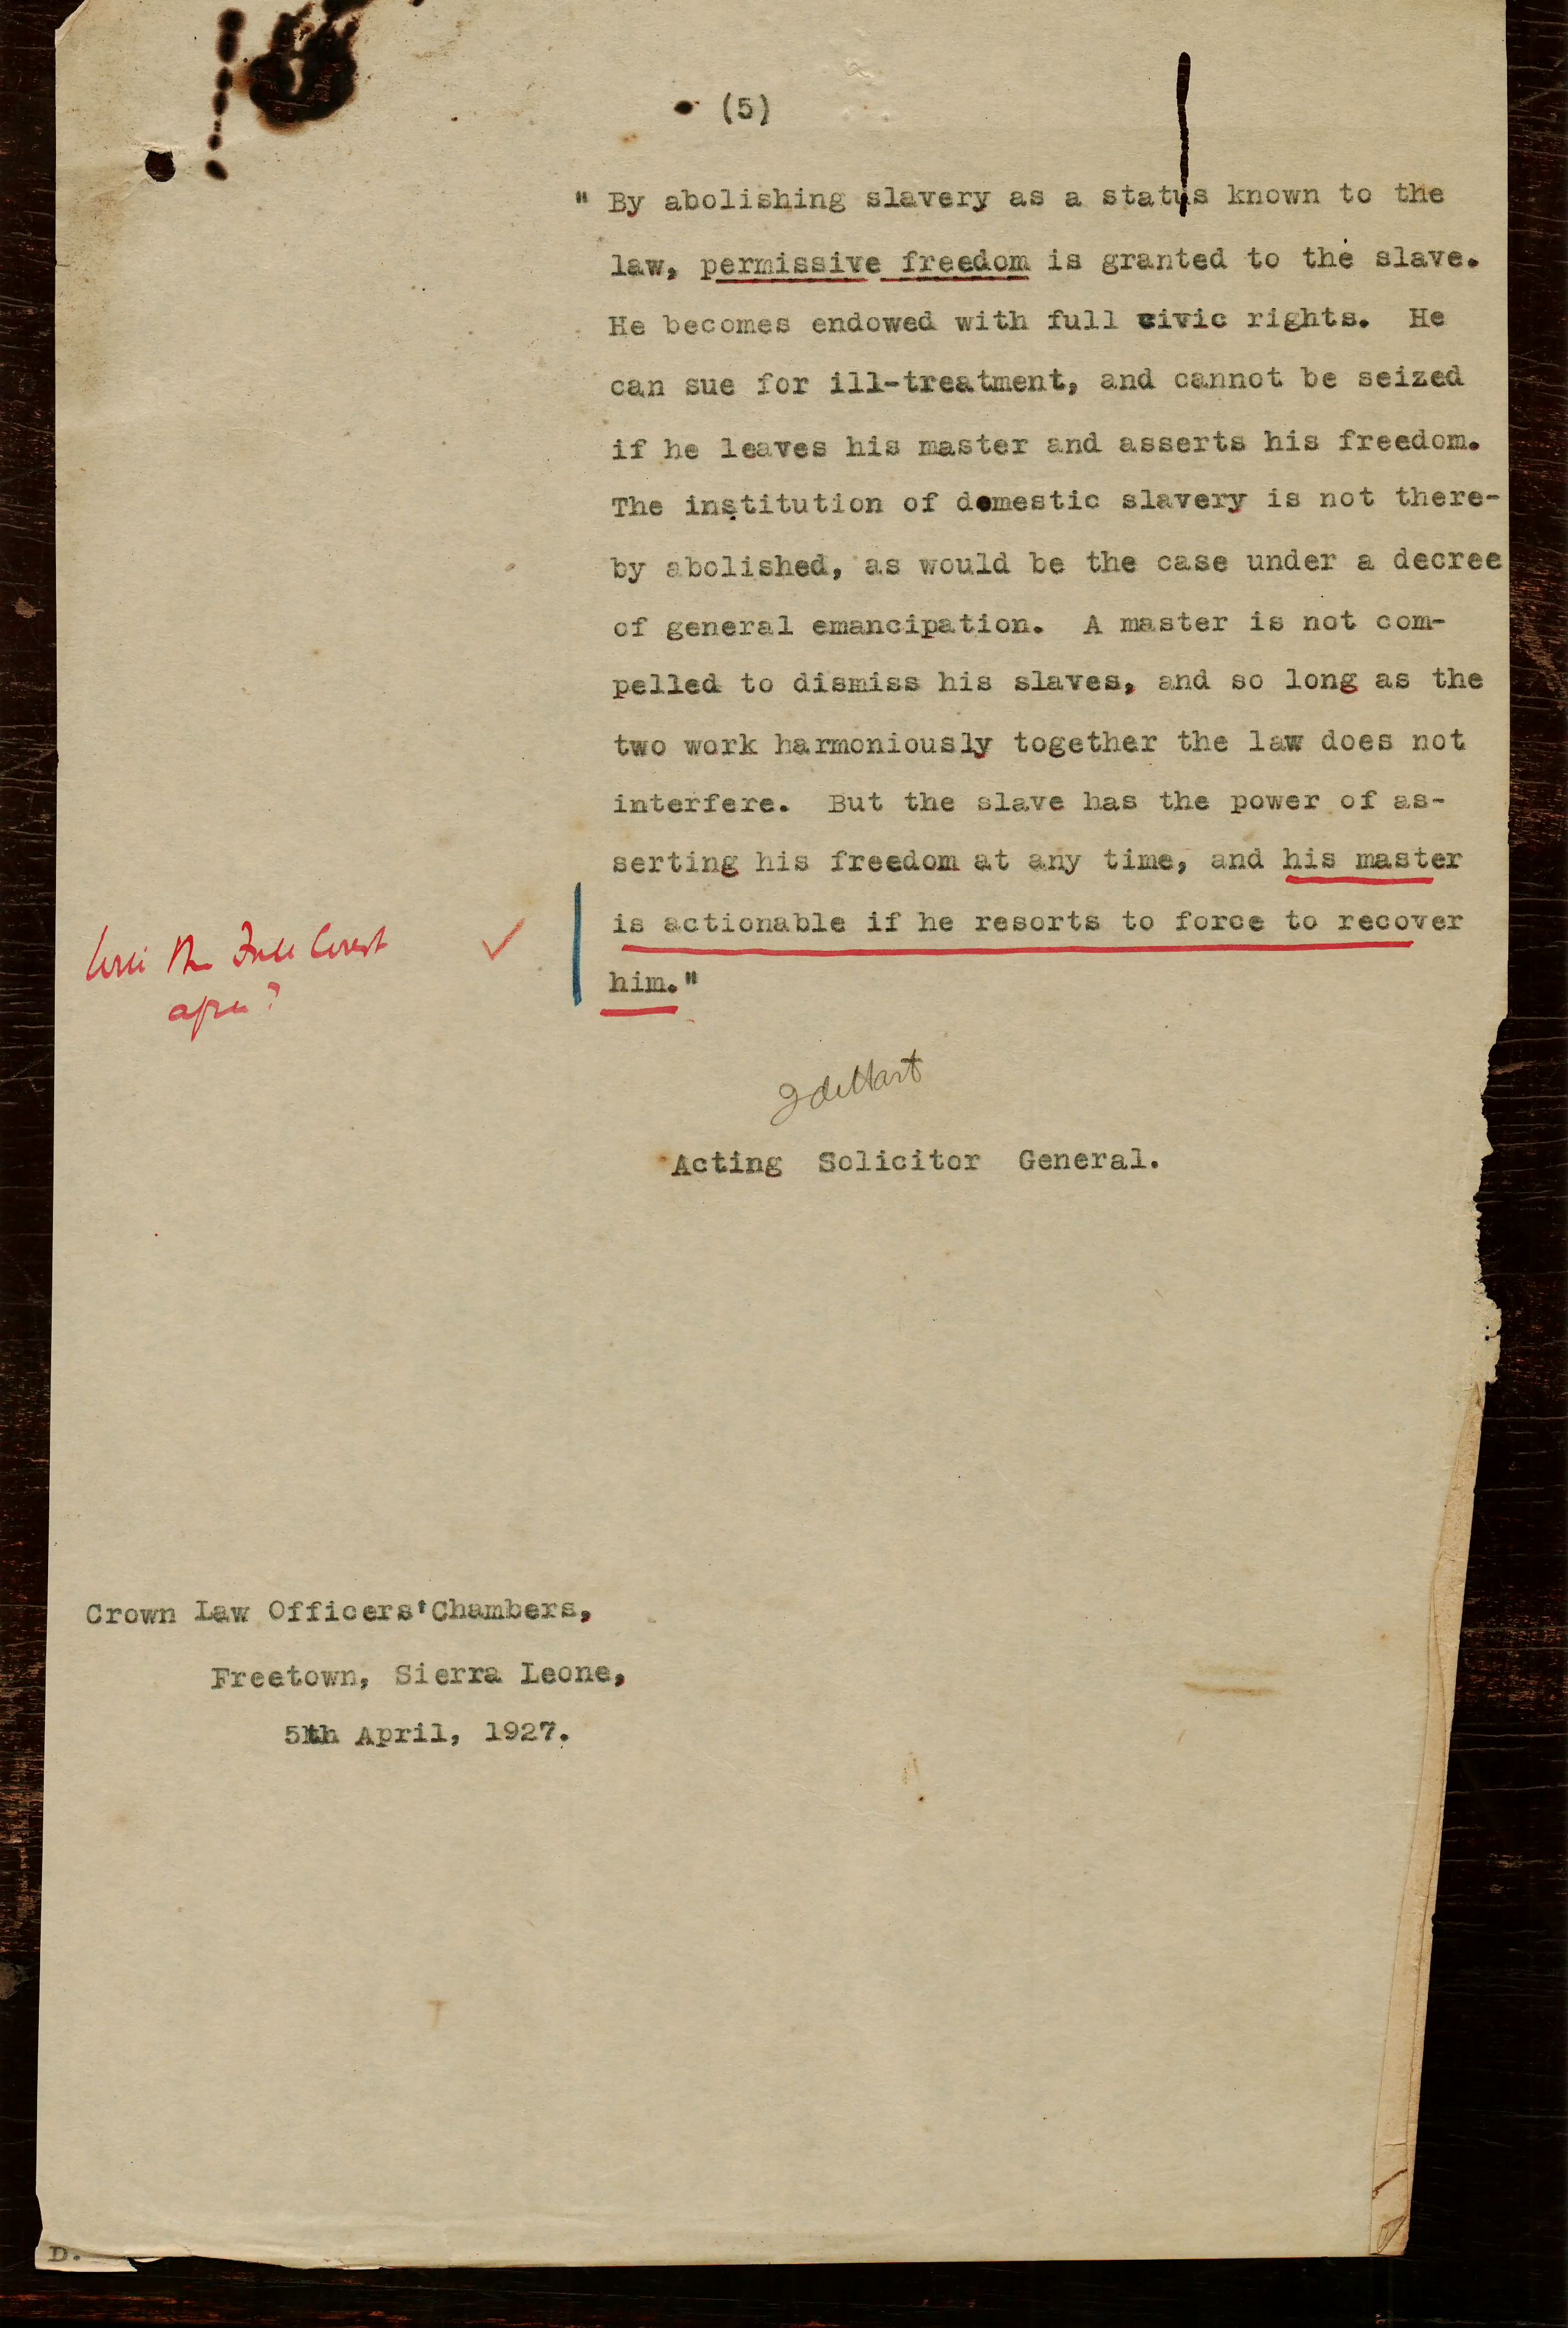 (5)
" By abolishing slavery as a status known to the
law, permissive freedom is granted to the slave.
He becomes endowed with full civic rights. He
can sue for ill-treatment, and cannot be seized
if he leaves his master and asserts his freedom.
The institution of domestic slavery is not there-
by abolished, as would be the case under a decree
of general emancipation. A master is not com-
pelled to dismiss his slaves, and so long as the
two work harmoniously together the law does not
interfere. But the slave has the power of as-
serting his freedom at any time, and his master
is actionable if he resorts to force to recover
him."
Will the Full Court
agree?
Acting Solicitor General.
Crown Law Officers' Chambers,
Freetown, Sierra Leone,
5th April, 1927.
D.